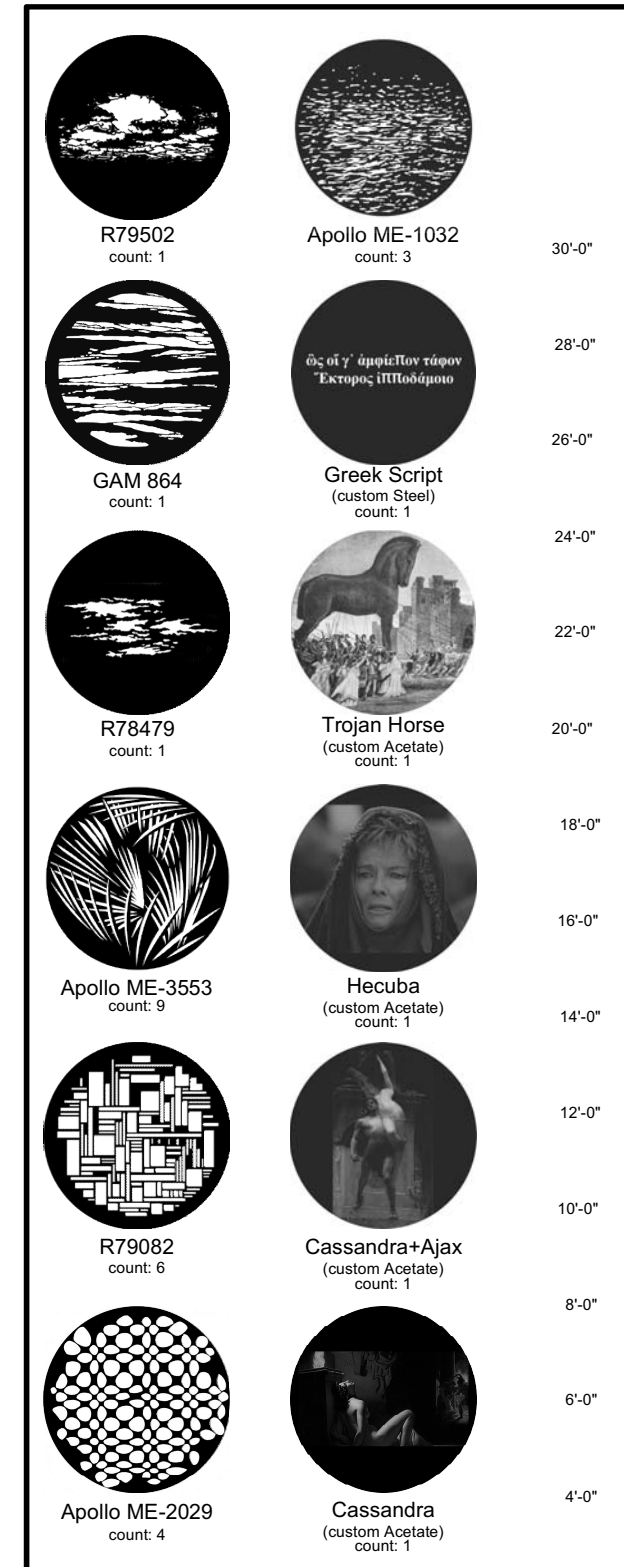 R79502
count: 1
Apollo ME-1032
count: 3
30'-0"
GAM 864
count: 1
ὣς οἵ γ᾽ ἀμφίεΠον τάφον
Ἕκτορος ἱΠΠοδάμοιο
Greek Script
(custom Steel)
count: 1
28'-0"
26'-0"
24'-0"
R78479
count: 1
Trojan Horse
(custom Acetate)
count: 1
22'-0"
20'-0"
Apollo ME-3553
count: 9
Hecuba
(custom Acetate)
count: 1
18'-0"
16'-0"
14'-0"
R79082
count: 6
Cassandra+Ajax
(custom Acetate)
count: 1
12'-0"
10'-0"
8'-0"
Apollo ME-2029
count: 4
Cassandra
(custom Acetate)
count: 1
6'-0"
4'-0"